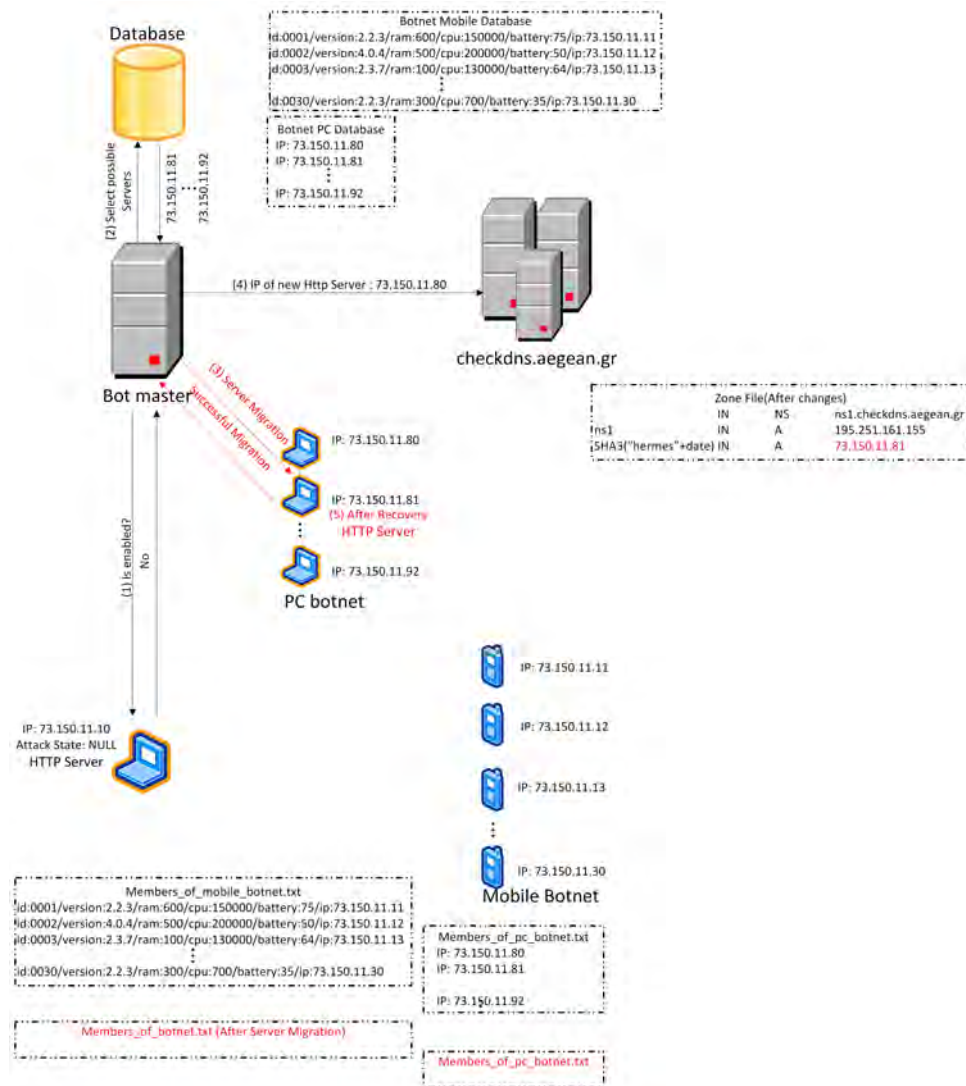 Database
Botnet Mobile Database
id:0001/version:2.2.3/ram:600/cpu:150000/battery:75/ip:73.150.11.11
id:0002/version:4.0.4/ram:500/cpu:200000/battery:50/ip:73.150.11.12
id:0003/version:2.3.7/ram:100/cpu:130000/battery:64/ip:73.150.11.13
id:0030/version:2.2.3/ram:300/cpu:700/battery:35/ip:73.150.11.30
Botnet PC Database
IP: 73.150.11.80
IP: 73.150.11.81
IP: 73.150.11.92
(2) Select possible
Servers
73.150.11.81
73.150.11.92
(4) IP of new Http Server : 73.150.11.80
checkdns.aegean.gr
Bot master
(3) Server Migration
Successful Migration
Zone File(After changes)
IN NS ns1.checkdns.aegean.gr
ns1 IN A 195.251.161.155
SHA3("hermes"+date) IN A 73.150.11.81
IP: 73.150.11.80
IP: 73.150.11.81
(5) After Recovery
HTTP Server
IP: 73.150.11.92
PC botnet
(1) is enabled?
No
IP: 73.150.11.10
Attack State: NULL
HTTP Server
IP: 73.150.11.11
IP: 73.150.11.12
IP: 73.150.11.13
IP: 73.150.11.30
Mobile Botnet
Members_of_mobile_botnet.txt
id:0001/version:2.2.3/ram:600/cpu:150000/battery:75/ip:73.150.11.11
id:0002/version:4.0.4/ram:500/cpu:200000/battery:50/ip:73.150.11.12
id:0003/version:2.3.7/ram:100/cpu:130000/battery:64/ip:73.150.11.13
id:0030/version:2.2.3/ram:300/cpu:700/battery:35/ip:73.150.11.30
Members_of_pc_botnet.txt
IP: 73.150.11.80
IP: 73.150.11.81
IP: 73.150.11.92
Members_of_botnet.txt (After Server Migration)
Members_of_pc_botnet.txt